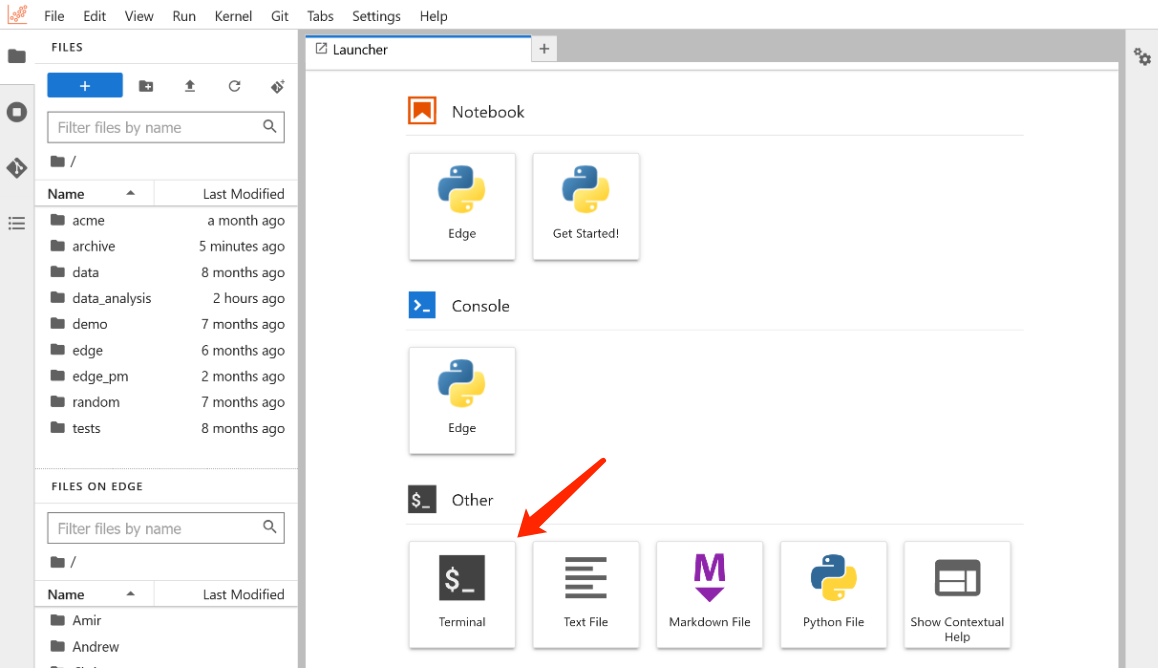 File Edit View Run Kernel Git Tabs Settings Help
FILES
+
Filter files by name
/
Name Last Modified
acme a month ago
archive 5 minutes ago
data 8 months ago
data_analysis 2 hours ago
demo 7 months ago
edge 6 months ago
edge_pm 2 months ago
random 7 months ago
tests 8 months ago
FILES ON EDGE
Filter files by name
/
Name Last Modified
Amir
Andrew
Launcher +
Notebook
Edge
Get Started!
>_ Console
Edge
$_ Other
$_
Terminal
Text File
M
Markdown File
Python File
Show Contextual
Help